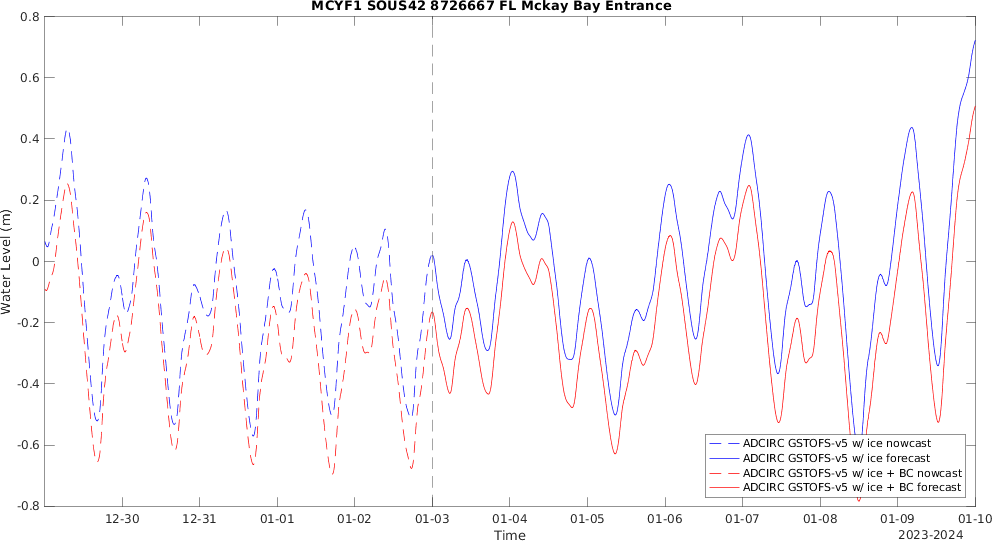 MCYF1 SOUS42 8726667 FL Mckay Bay Entrance
0.8
0.6
0.4
0.2
0
-0.2
-0.4
-0.6
-0.8
Water Level (m)
ADCIRC GSTOFS-v5 w/ ice nowcast
ADCIRC GSTOFS-v5 w/ ice forecast
ADCIRC GSTOFS-v5 w/ ice + BC nowcast
ADCIRC GSTOFS-v5 w/ ice + BC forecast
12-30 12-31 01-01 01-02 01-03 01-04 01-05 01-06 01-07 01-08 01-09 01-10
Time
2023-2024